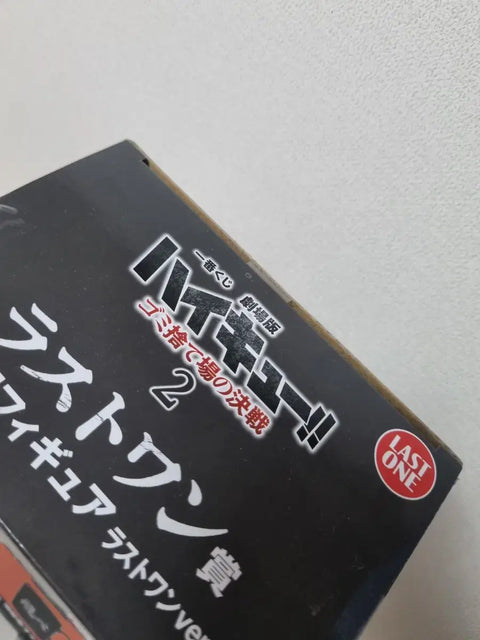 一番くじ 劇場版
ハイキュー!!
ゴミ捨て場の決戦
2
LAST
ONE
ラストワン賞
フィギュア ラストワンver